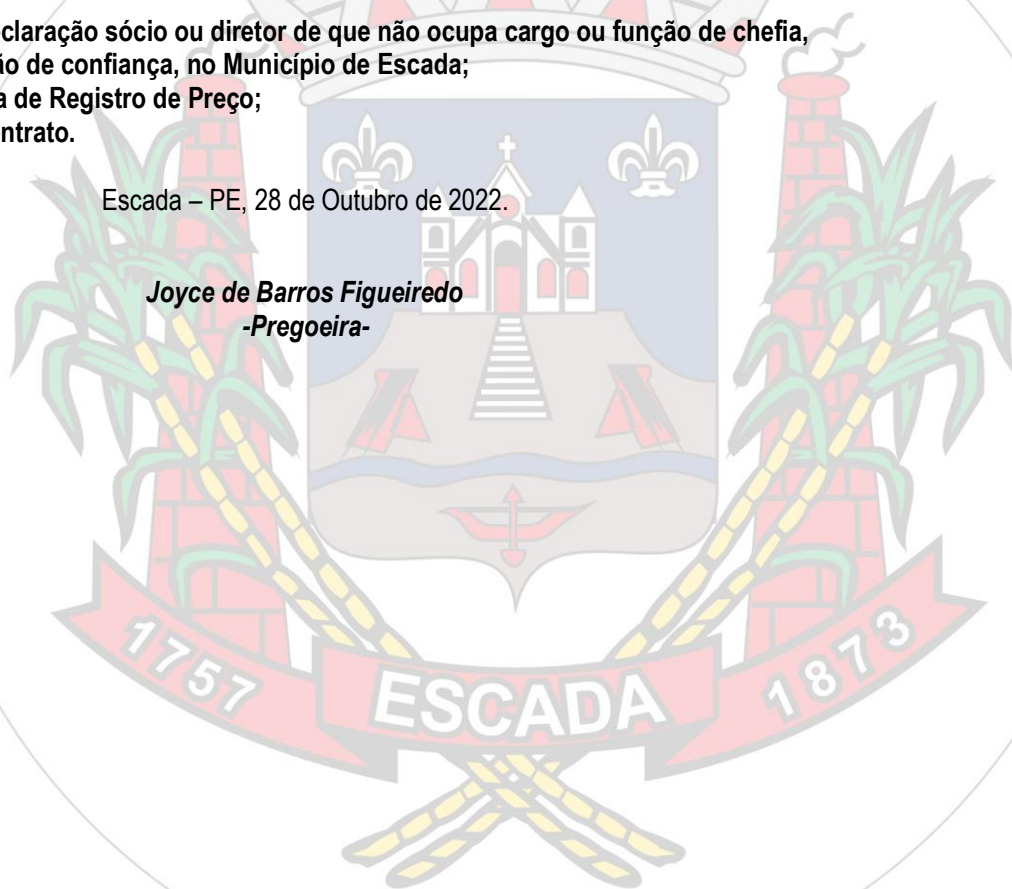 claração sócio ou diretor de que não ocupa cargo ou função de chefia,
ão de confiança, no Município de Escada;
a de Registro de Preço;
ntrato.
Escada – PE, 28 de Outubro de 2022.
Joyce de Barros Figueiredo
-Pregoeira-
1757 ESCADA 1873